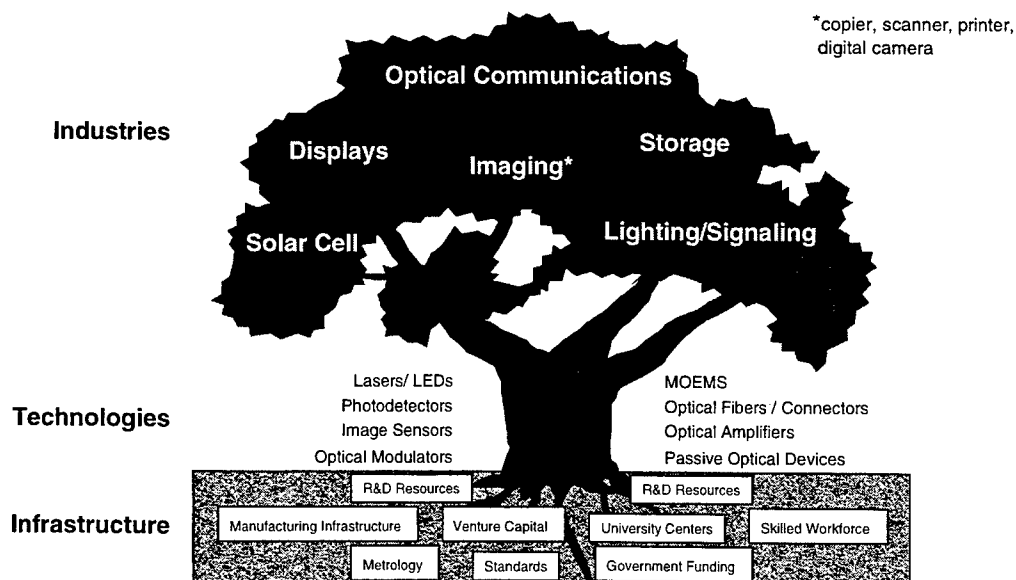 *copier, scanner, printer,
digital camera
Optical Communications
Industries
Displays
Imaging*
Storage
Solar Cell
Lighting/Signaling
Technologies
Lasers/ LEDs
Photodetectors
Image Sensors
Optical Modulators
MOEMS
Optical Fibers / Connectors
Optical Amplifiers
Passive Optical Devices
Infrastructure
R&D Resources
R&D Resources
Manufacturing Infrastructure
Venture Capital
University Centers
Skilled Workforce
Metrology
Standards
Government Funding